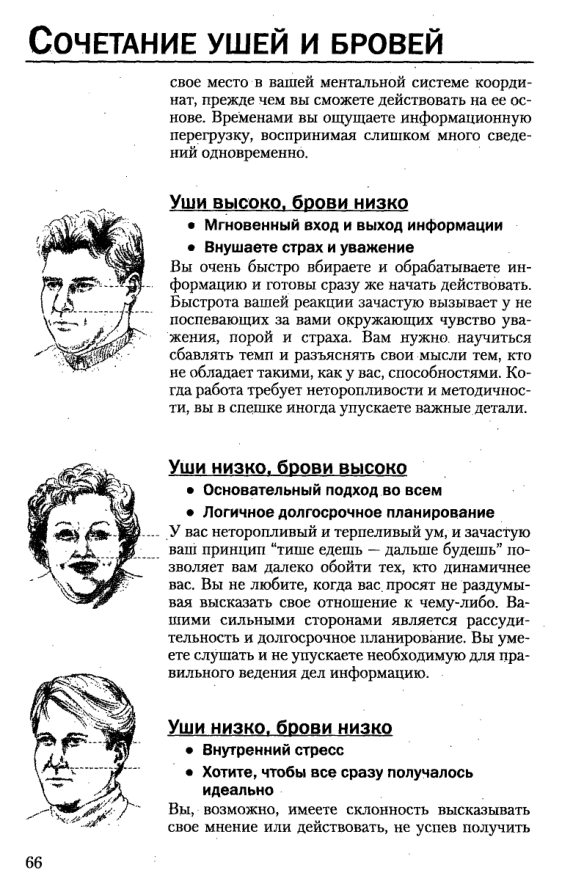 Сочетание ушей и бровей
свое место в вашей ментальной системе коорди-
нат, прежде чем вы сможете действовать на ее ос-
нове. Временами вы ощущаете информационную
перегрузку, воспринимая слишком много сведе-
ний одновременно.
Уши высоко, брови низко
• Мгновенный вход и выход информации
• Внушаете страх и уважение
Вы очень быстро вбираете и обрабатываете ин-
формацию и готовы сразу же начать действовать.
Быстрота вашей реакции зачастую вызывает у не
поспевающих за вами окружающих чувство ува-
жения, порой и страха. Вам нужно научиться
сбавлять темп и разъяснять свои мысли тем, кто
не обладает такими, как у вас, способностями. Ко-
гда работа требует неторопливости и методичнос-
ти, вы в спешке иногда упускаете важные детали.
Уши низко, брови высоко
• Основательный подход во всем
• Логичное долгосрочное планирование
У вас неторопливый и терпеливый ум, и зачастую
ваш принцип “тише едешь — дальше будешь” по-
зволяет вам далеко обойти тех, кто динамичнее
вас. Вы не любите, когда вас просят не раздумы-
вая высказать свое отношение к чему-либо. Ва-
шими сильными сторонами является рассуди-
тельность и долгосрочное планирование. Вы уме-
ете слушать и не упускаете необходимую для пра-
вильного ведения дел информацию.
Уши низко, брови низко
• Внутренний стресс
• Хотите, чтобы все сразу получалось
идеально
Вы, возможно, имеете склонность высказывать
свое мнение или действовать, не успев получить
66